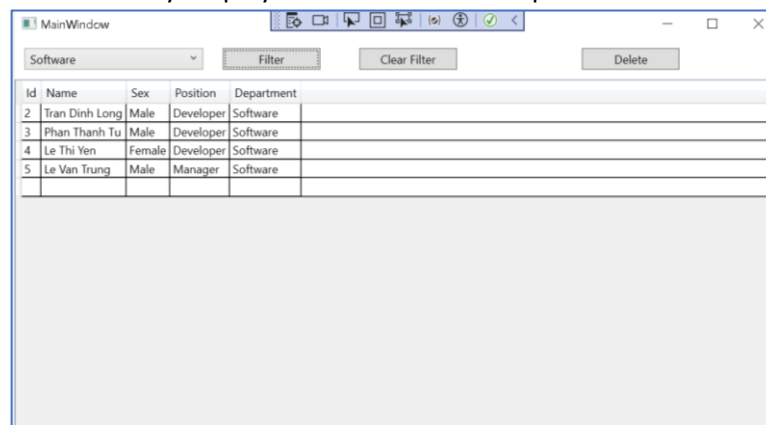 MainWindow
Software Filter Clear Filter Delete
Id Name Sex Position Department
2 Tran Dinh Long Male Developer Software
3 Phan Thanh Tu Male Developer Software
4 Le Thi Yen Female Developer Software
5 Le Van Trung Male Manager Software